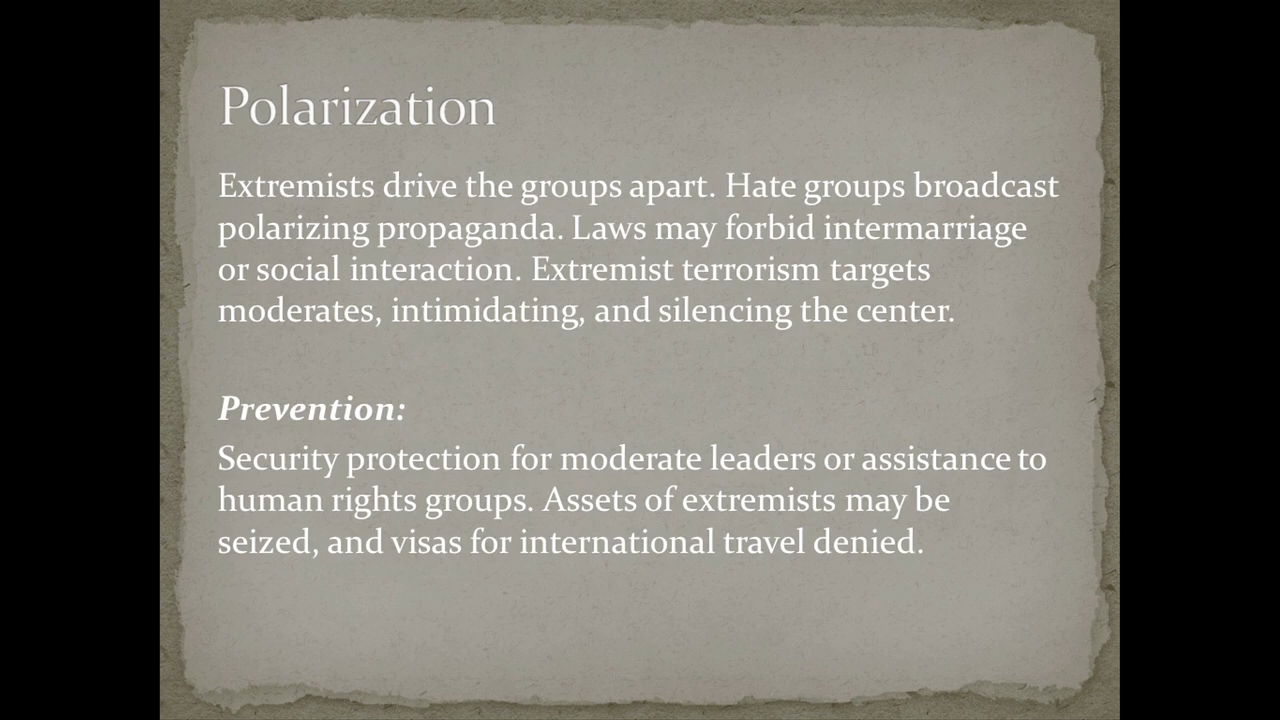 Polarization
Extremists drive the groups apart. Hate groups broadcast
polarizing propaganda. Laws may forbid intermarriage
or social interaction. Extremist terrorism targets
moderates, intimidating, and silencing the center.
Prevention:
Security protection for moderate leaders or assistance to
human rights groups. Assets of extremists may be
seized, and visas for international travel denied.